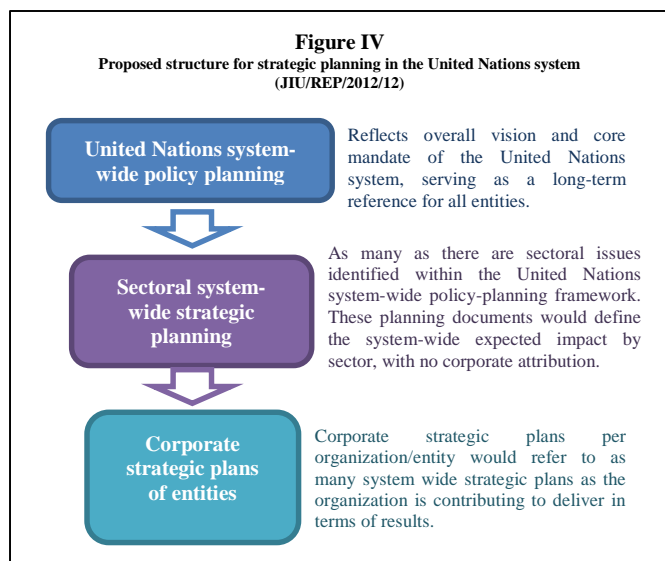 Figure IV
Proposed structure for strategic planning in the United Nations system
(JIU/REP/2012/12)
United Nations system-
wide policy planning
Reflects overall vision and core
mandate of the United Nations
system, serving as a long-term
reference for all entities.
Sectoral system-
wide strategic
planning
As many as there are sectoral issues
identified within the United Nations
system-wide policy-planning framework.
These planning documents would define
the system-wide expected impact by
sector, with no corporate attribution.
Corporate
strategic plans
of entities
Corporate strategic plans per
organization/entity would refer to as
many system wide strategic plans as the
organization is contributing to deliver in
terms of results.